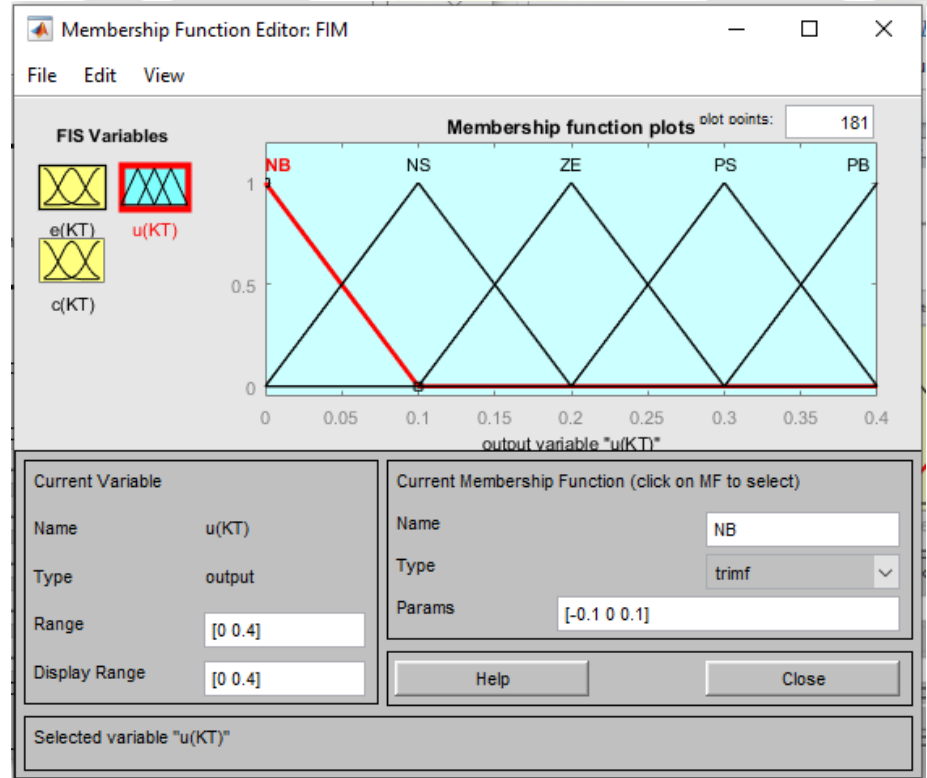 Membership Function Editor: FIM
File Edit View
FIS Variables
e(KT) u(KT)
c(KT)
Membership function plots plot points: 181
NB NS ZE PS PB
1
0.5
0
0 0.05 0.1 0.15 0.2 0.25 0.3 0.35 0.4
output variable "u(KT)"
Current Variable
Name u(KT)
Type output
Range [0 0.4]
Display Range [0 0.4]
Current Membership Function (click on MF to select)
Name NB
Type trimf
Params [-0.1 0 0.1]
Help Close
Selected variable "u(KT)"